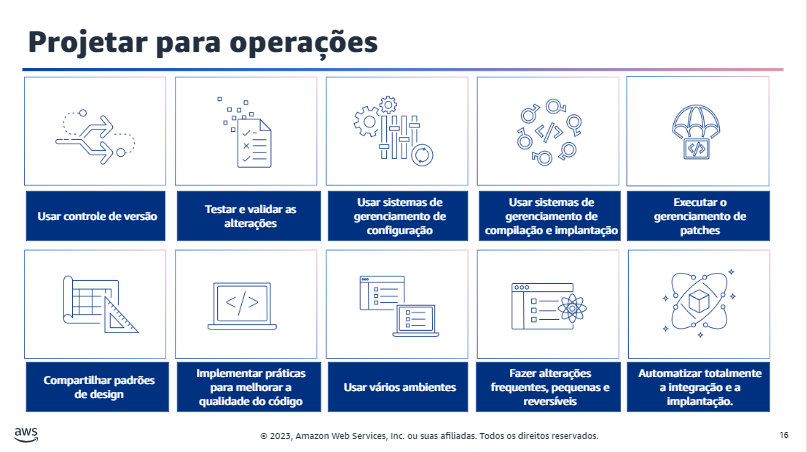 Projetar para operações
Usar controle de versão
Testar e validar as
alterações
Usar sistemas de
gerenciamento de
configuração
Usar sistemas de
gerenciamento de
compilação e implantação
Executar o
gerenciamento de
patches
Compartilhar padrões
de design
Implementar práticas
para melhorar a
qualidade do código
Usar vários ambientes
Fazer alterações
frequentes, pequenas e
reversíveis
Automatizar totalmente
a integração e a
implantação.
aws
© 2023, Amazon Web Services, Inc. ou suas afiliadas. Todos os direitos reservados.
16